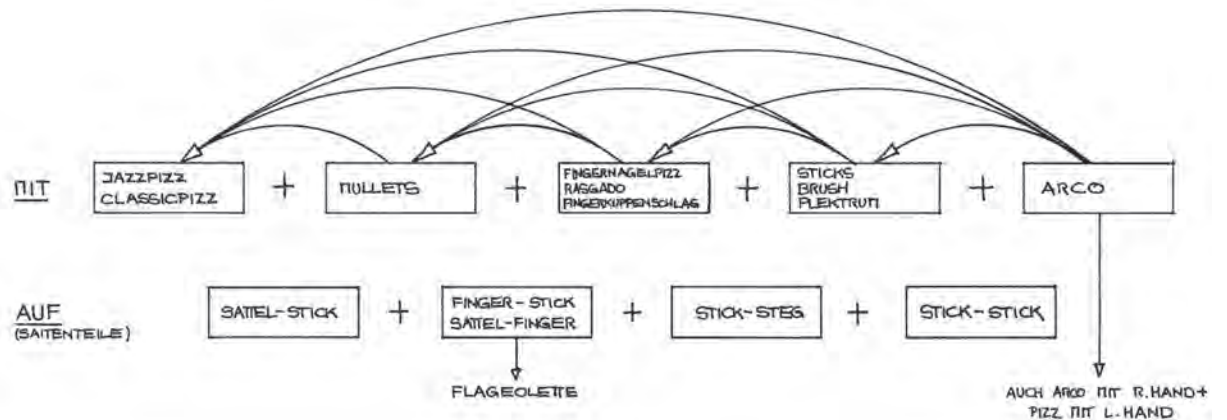 MIT
JAZZPIZZ
CLASSICPIZZ
+
MULLETS
+
FINGERNAGELPIZZ
RASGADO
FINGERKUPPENSCHLAG
+
STICKS
BRUSH
PLEKTRUM
+
ARCO
AUF
(SAITENTEILE)
SATTEL-STICK
+
FINGER-STICK
SATTEL-FINGER
+
STICK-STEG
+
STICK-STICK
FLAGEOLETTE
AUCH ARCO MIT R.HAND+
PIZZ MIT L.HAND